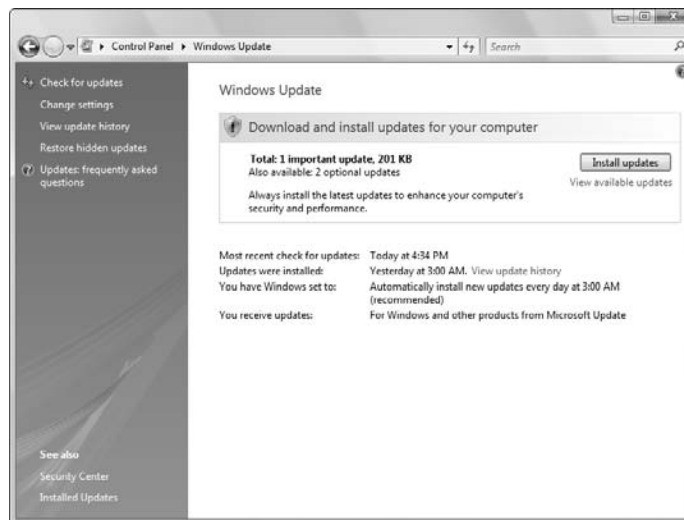 Control Panel ▸ Windows Update
Search
Check for updates
Change settings
View update history
Restore hidden updates
Updates: frequently asked
questions
See also
Security Center
Installed Updates
Windows Update
Download and install updates for your computer
Total: 1 important update, 201 KB
Also available: 2 optional updates
Install updates
View available updates
Always install the latest updates to enhance your computer's
security and performance.
Most recent check for updates: Today at 4:34 PM
Updates were installed: Yesterday at 3:00 AM. View update history
You have Windows set to: Automatically install new updates every day at 3:00 AM
(recommended)
You receive updates: For Windows and other products from Microsoft Update